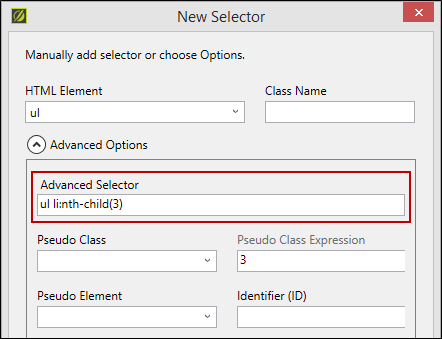 New Selector
Manually add selector or choose Options.
HTML Element
Class Name
ul
Advanced Options
Advanced Selector
ul li:nth-child(3)
Pseudo Class
Pseudo Class Expression
3
Pseudo Element
Identifier (ID)